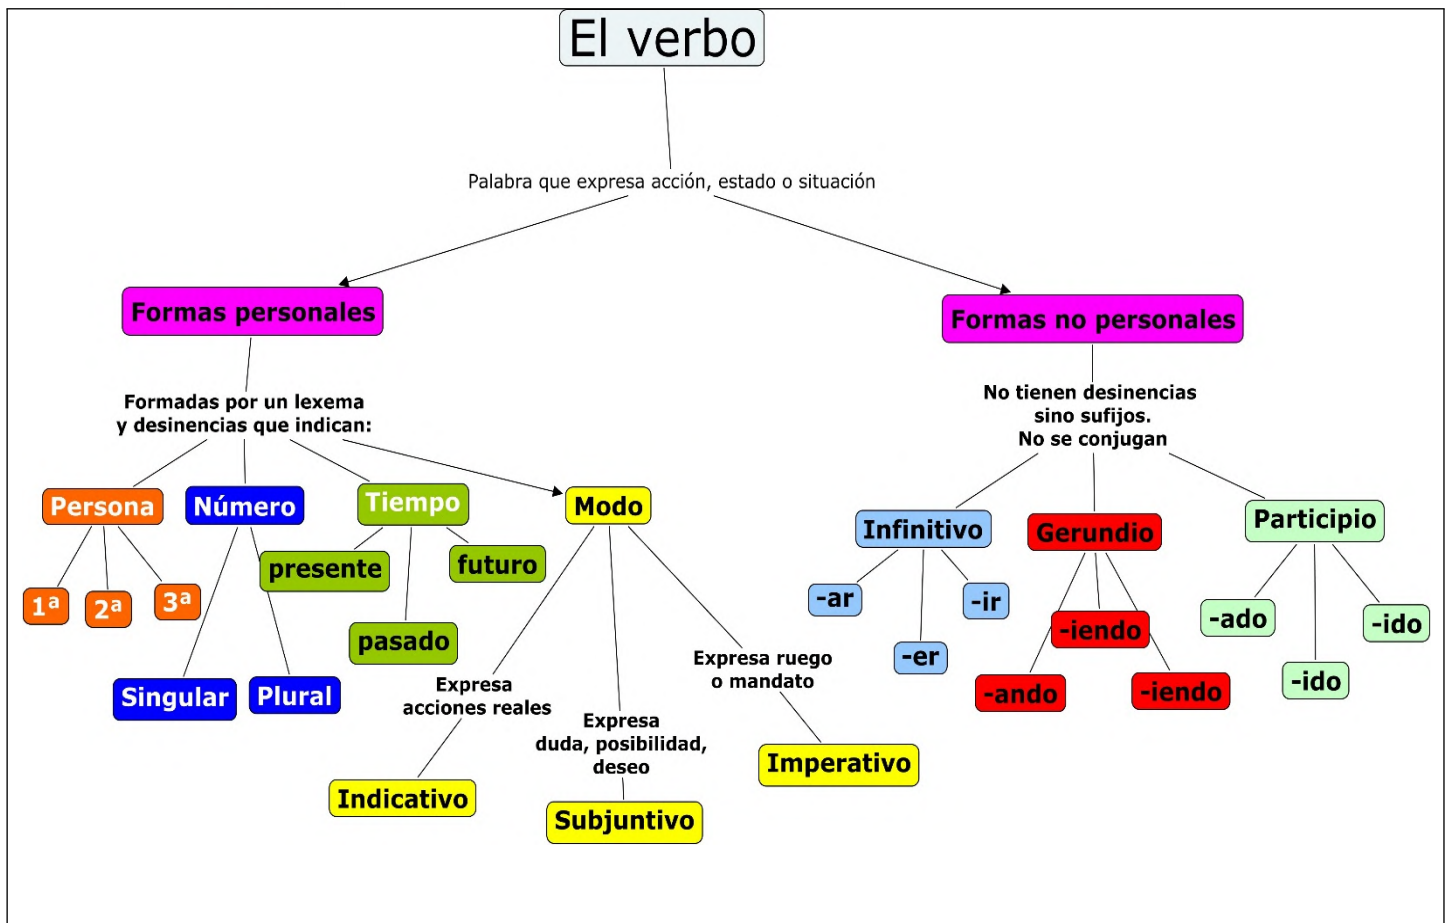 El verbo
Palabra que expresa acción, estado o situación
Formas personales
Formas no personales
Formadas por un lexema
y desinencias que indican:
No tienen desinencias
sino sufijos.
No se conjugan
Persona
Número
Tiempo
Modo
Infinitivo
Gerundio
Participio
1ª
2ª
3ª
presente
futuro
pasado
Singular
Plural
-ar
-er
-ir
-ando
-iendo
-iendo
-ado
-ido
-ido
Expresa
acciones reales
Expresa
duda, posibilidad,
deseo
Expresa ruego
o mandato
Indicativo
Subjuntivo
Imperativo